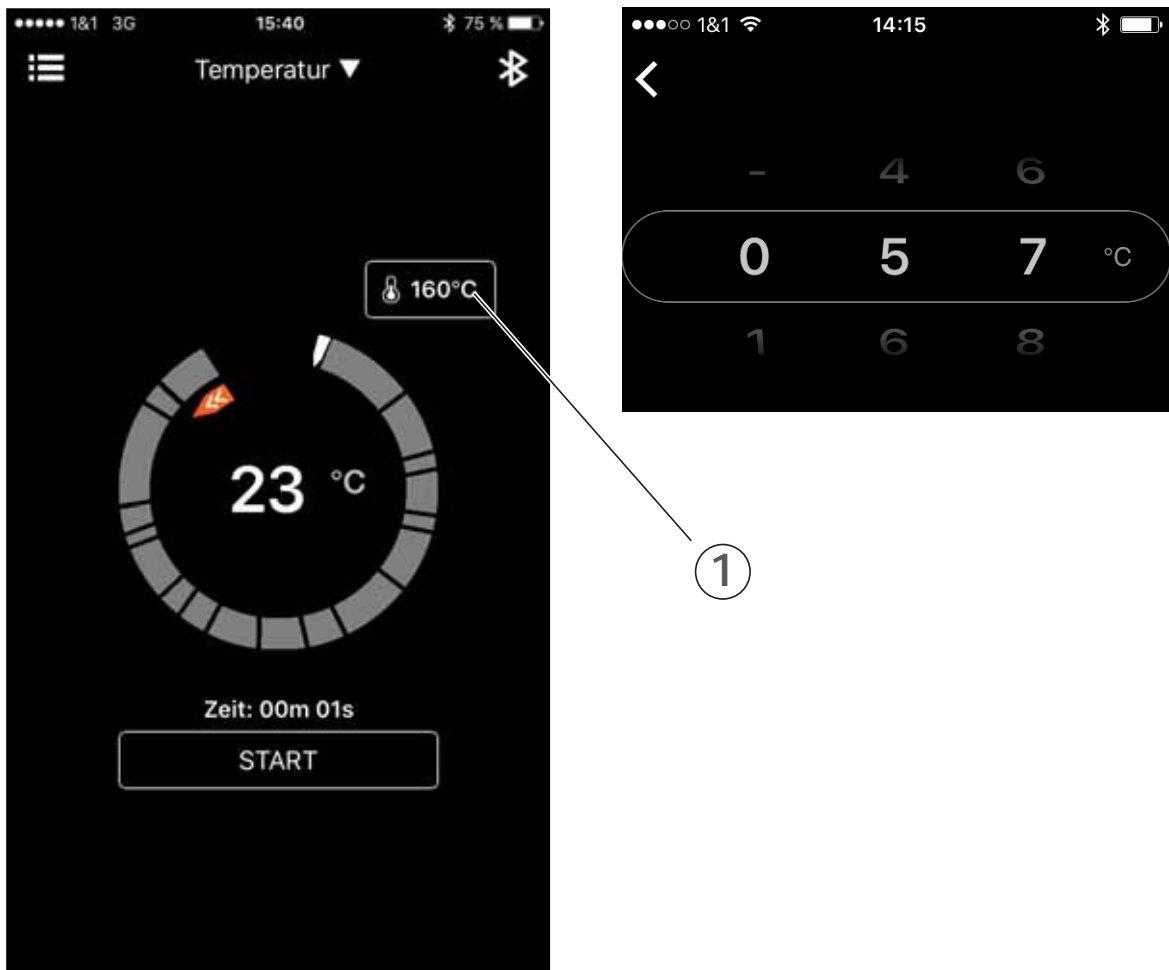 1&1 3G 15:40 75 %
Temperatur ▼
160°C
23 °C
Zeit: 00m 01s
START
1&1 14:15
- 4 6
0 5 7 °C
1 6 8
1